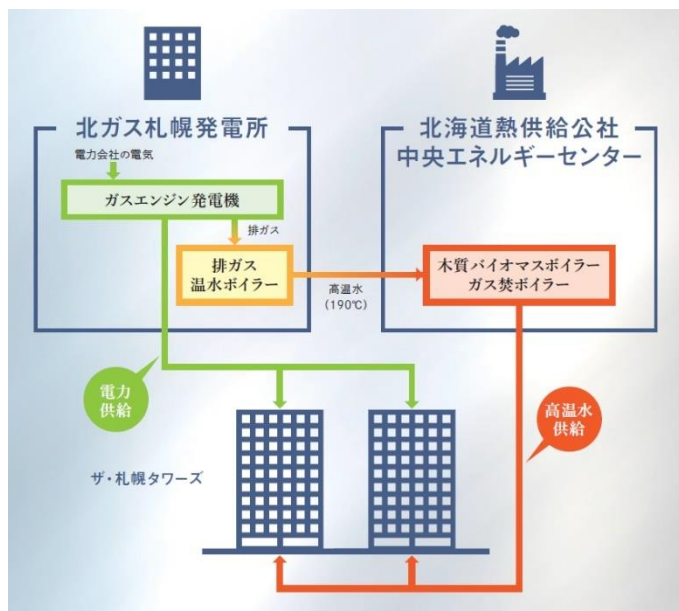 北ガス札幌発電所
電力会社の電気
ガスエンジン発電機
排ガス
排ガス
温水ボイラー
高温水
(190℃)
北海道熱供給公社
中央エネルギーセンター
木質バイオマスボイラー
ガス焚ボイラー
電力
供給
高温水
供給
ザ・札幌タワーズ